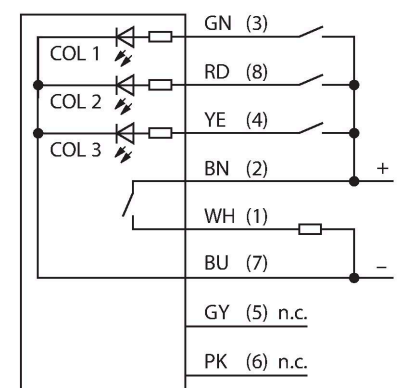 GN (3)
COL 1
RD (8)
COL 2
YE (4)
COL 3
BN (2)
+
WH (1)
BU (7)
–
GY (5) n.c.
PK (6) n.c.